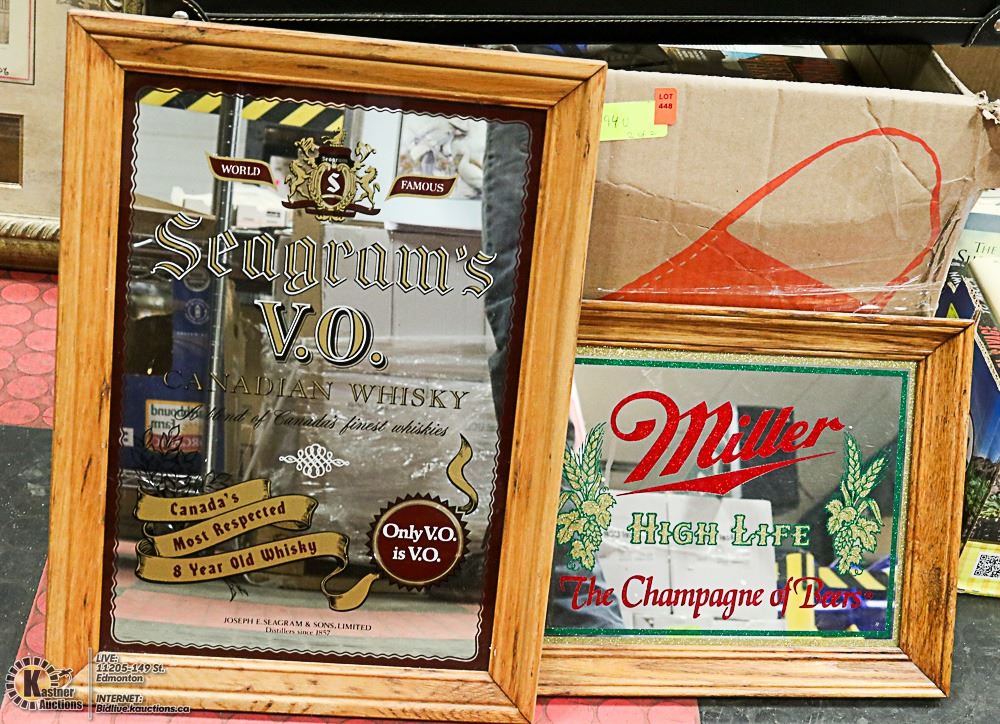 WORLD FAMOUS
Seagram's
S
Seagram's
V.O.
CANADIAN WHISKY
A blend of Canada's finest whiskies
Canada's
Most Respected
8 Year Old Whisky
Only V.O.
is V.O.
JOSEPH E. SEAGRAM & SONS, LIMITED
Distillers since 1857
LOT
448
Miller
HIGH LIFE
The Champagne of Beers
THE
Kastner
Auctions
LIVE:
11205-149 St.
Edmonton
INTERNET:
Bidlive.kauctions.ca